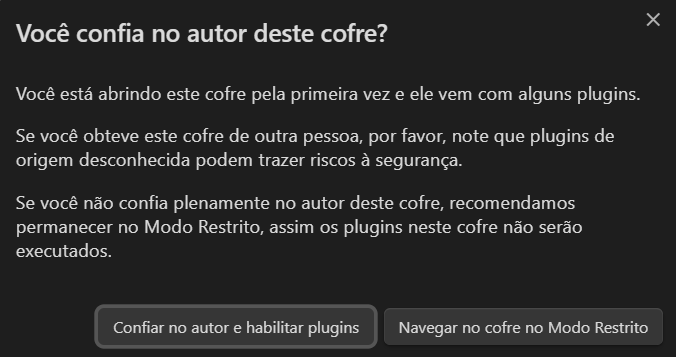 Você confia no autor deste cofre?
Você está abrindo este cofre pela primeira vez e ele vem com alguns plugins.
Se você obteve este cofre de outra pessoa, por favor, note que plugins de
origem desconhecida podem trazer riscos à segurança.
Se você não confia plenamente no autor deste cofre, recomendamos
permanecer no Modo Restrito, assim os plugins neste cofre não serão
executados.
Confiar no autor e habilitar plugins
Navegar no cofre no Modo Restrito